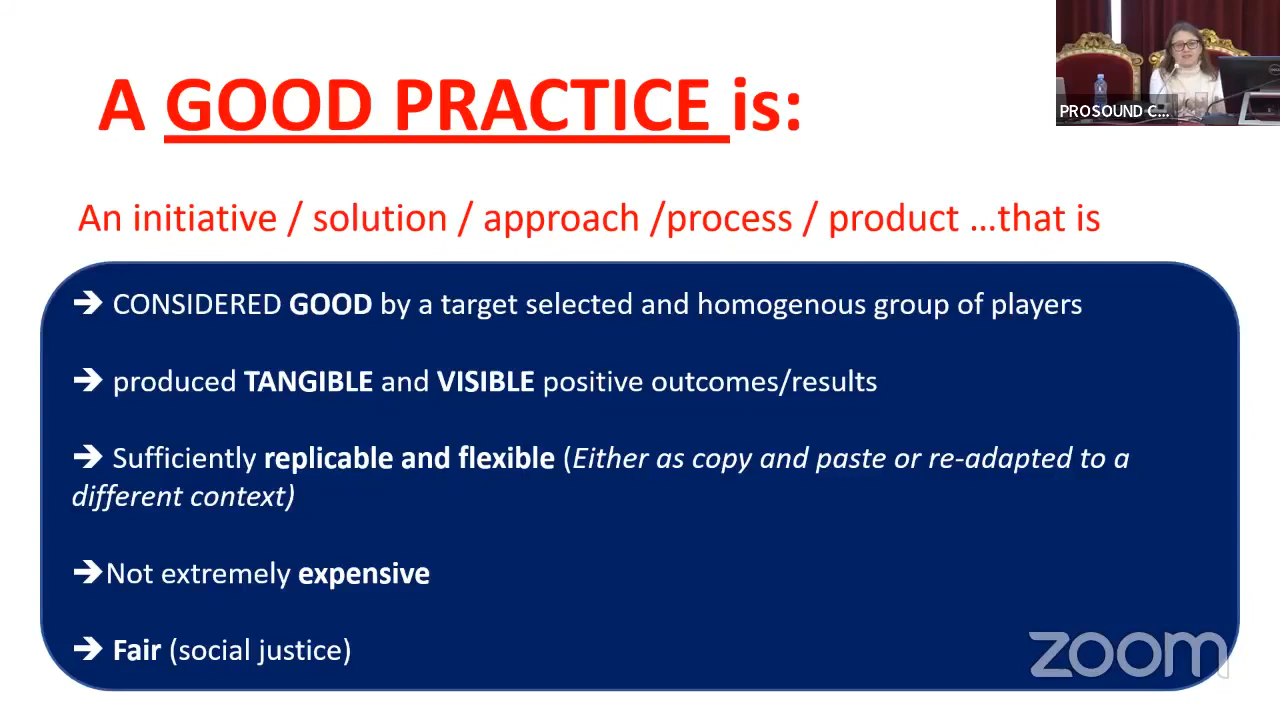 A GOOD PRACTICE is:
PROSOUND C...
An initiative / solution / approach /process / product ...that is
➔ CONSIDERED GOOD by a target selected and homogenous group of players
➔ produced TANGIBLE and VISIBLE positive outcomes/results
➔ Sufficiently replicable and flexible (Either as copy and paste or re-adapted to a
different context)
➔Not extremely expensive
➔ Fair (social justice)
zoom